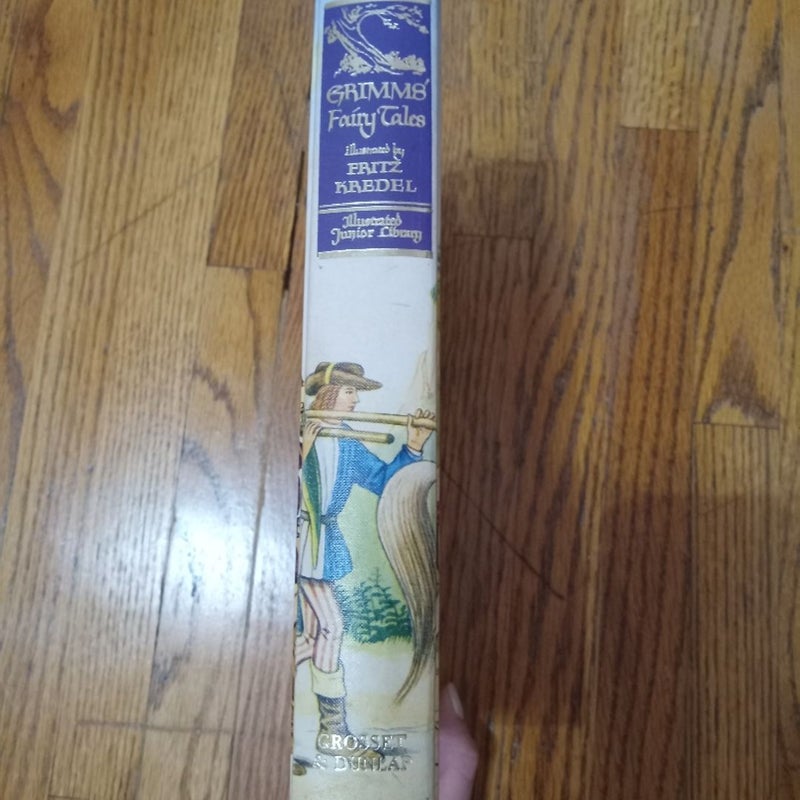 GRIMMS'
Fairy Tales
Illustrated by
FRITZ
KREDEL
Illustrated
Junior Library
GROSSET
& DUNLAP